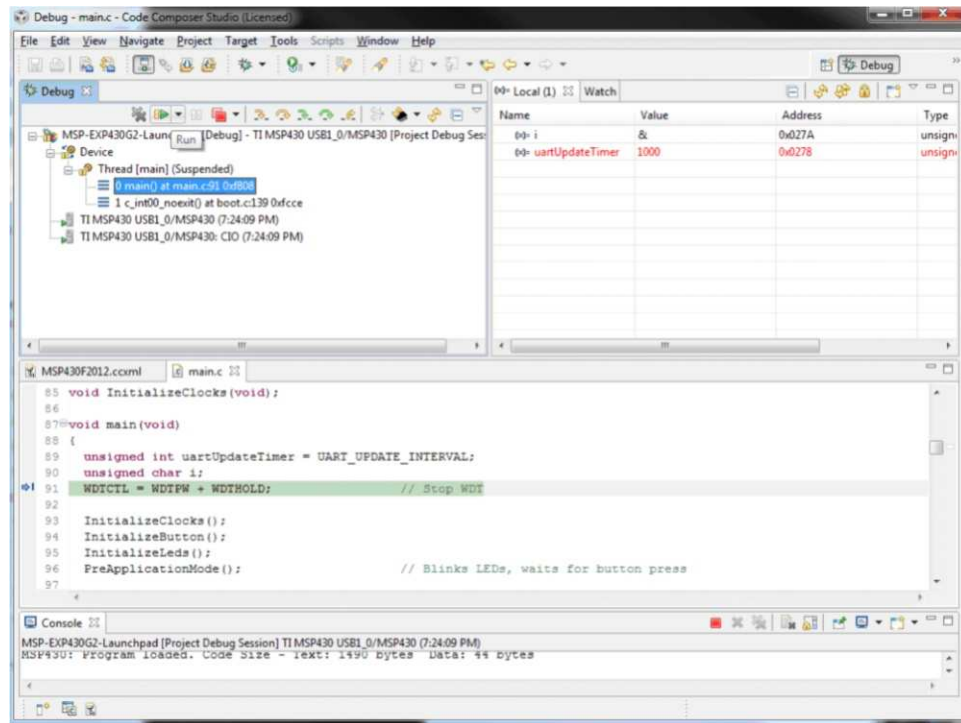 Debug - main.c - Code Composer Studio (Licensed)
File Edit View Navigate Project Target Tools Scripts Window Help
Debug
Debug
Local (1) Watch
MSP-EXP430G2-Laun [Debug] - TI MSP430 USB1_0/MSP430 [Project Debug Ses
Run
Device
Thread [main] (Suspended)
0 main() at main.c:91 0xf808
1 c_int00_noexit() at boot.c:139 0xfcce
TI MSP430 USB1_0/MSP430 (7:24:09 PM)
TI MSP430 USB1_0/MSP430: CIO (7:24:09 PM)
Name Value Address Type
(x)= i & 0x027A unsign
(x)= uartUpdateTimer 1000 0x0278 unsign
MSP430F2012.ccxml main.c
85 void InitializeClocks(void);
86
87 void main(void)
88 {
89 unsigned int uartUpdateTimer = UART_UPDATE_INTERVAL;
90 unsigned char i;
91 WDTCTL = WDTPW + WDTHOLD; // Stop WDT
92
93 InitializeClocks();
94 InitializeButton();
95 InitializeLeds();
96 PreApplicationMode(); // Blinks LEDs, waits for button press
97
Console
MSP-EXP430G2-Launchpad [Project Debug Session] TI MSP430 USB1_0/MSP430 (7:24:09 PM)
MSP430: Program loaded. Code Size - Text: 1490 bytes Data: 44 bytes